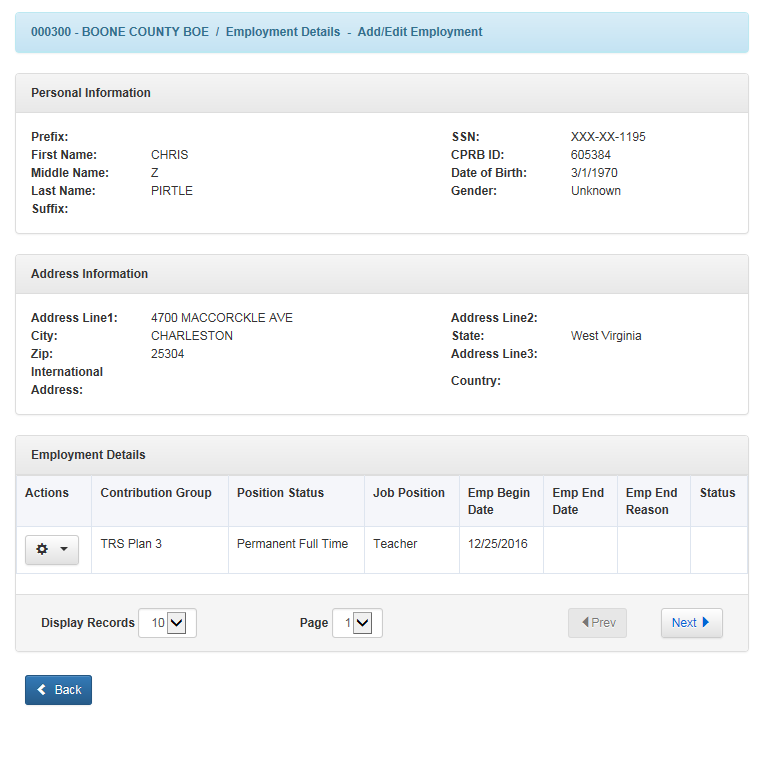 000300 - BOONE COUNTY BOE / Employment Details - Add/Edit Employment
Personal Information
Prefix: SSN: XXX-XX-1195
First Name: CHRIS CPRB ID: 605384
Middle Name: Z Date of Birth: 3/1/1970
Last Name: PIRTLE Gender: Unknown
Suffix:
Address Information
Address Line1: 4700 MACCORCKLE AVE Address Line2:
City: CHARLESTON State: West Virginia
Zip: 25304 Address Line3:
International
Address:
Country:
Employment Details
Actions Contribution Group Position Status Job Position Emp Begin Emp End Emp End Status
Date Date Reason
TRS Plan 3 Permanent Full Time Teacher 12/25/2016
Display Records 10 Page 1 Prev Next
Back